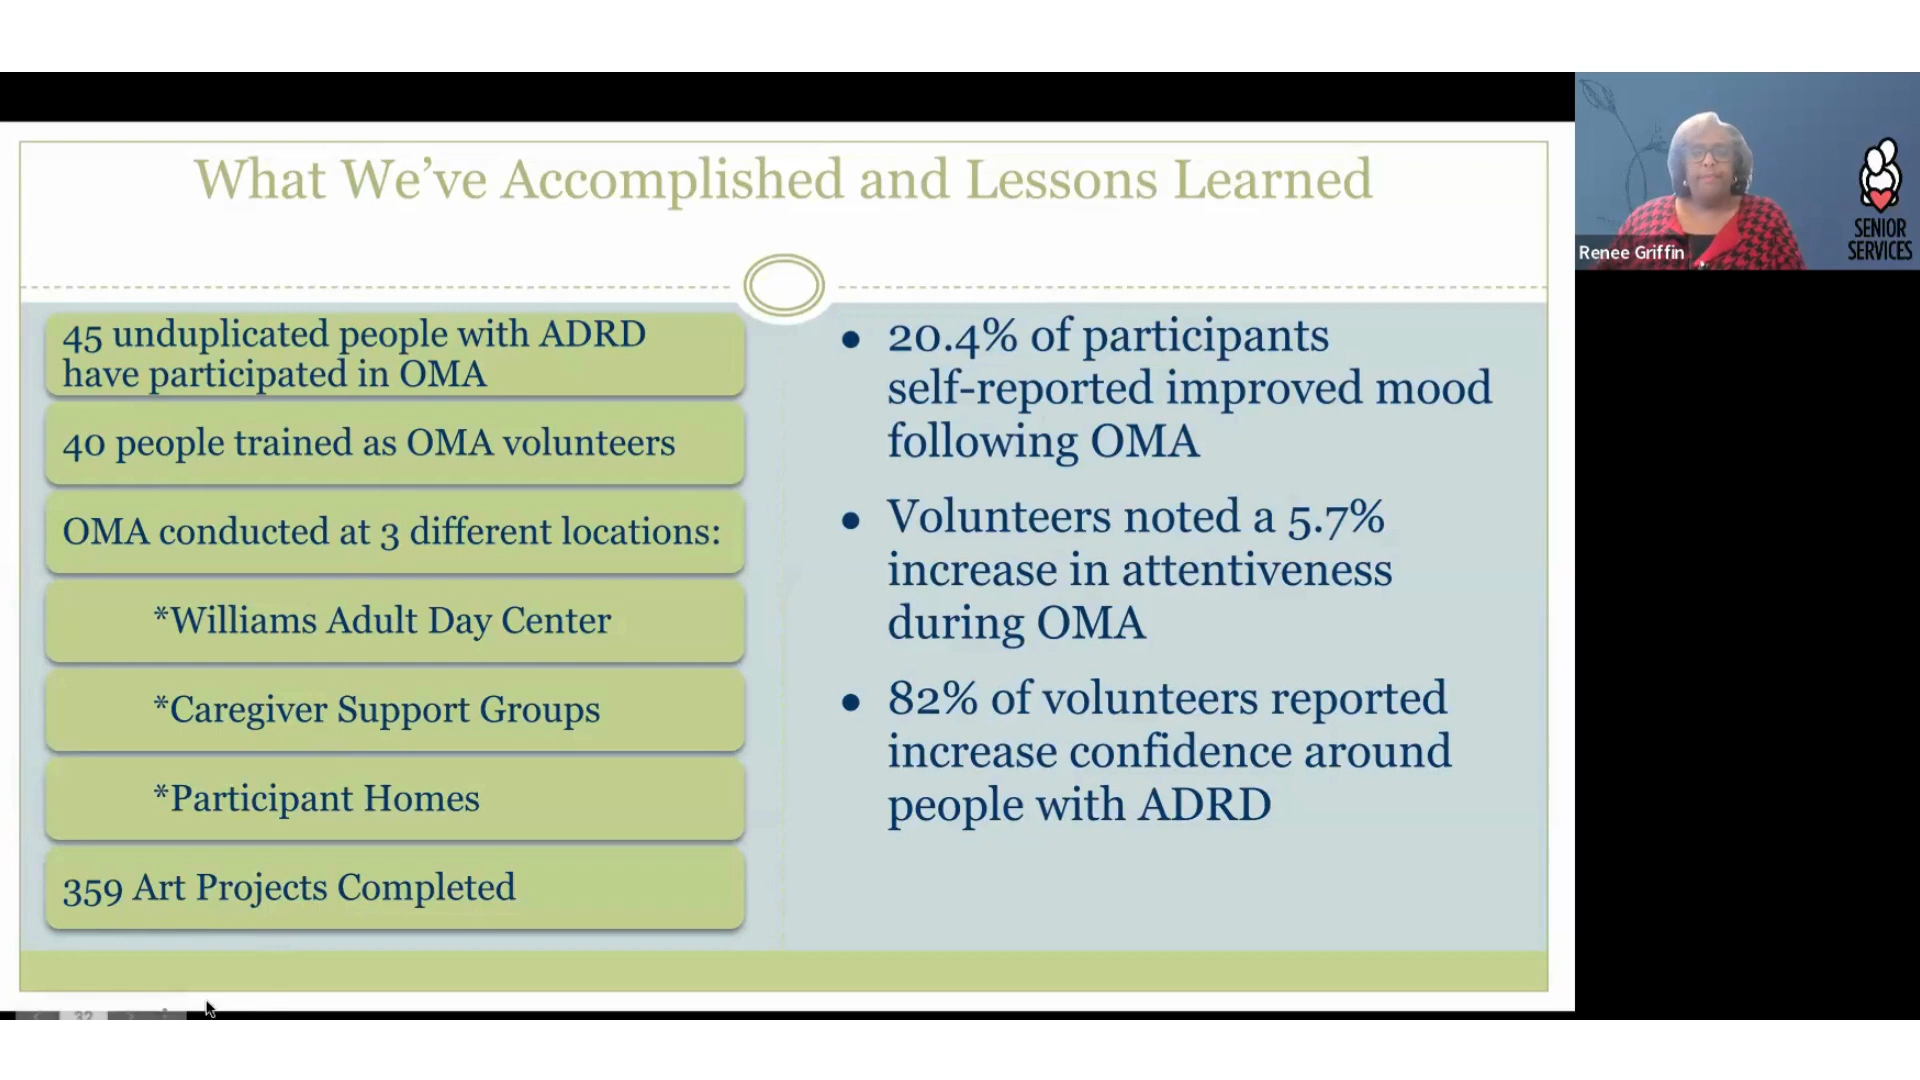 What We’ve Accomplished and Lessons Learned
45 unduplicated people with ADRD
have participated in OMA
40 people trained as OMA volunteers
OMA conducted at 3 different locations:
*Williams Adult Day Center
*Caregiver Support Groups
*Participant Homes
359 Art Projects Completed
● 20.4% of participants
self-reported improved mood
following OMA
● Volunteers noted a 5.7%
increase in attentiveness
during OMA
● 82% of volunteers reported
increase confidence around
people with ADRD
Renee Griffin
SENIOR
SERVICES
32